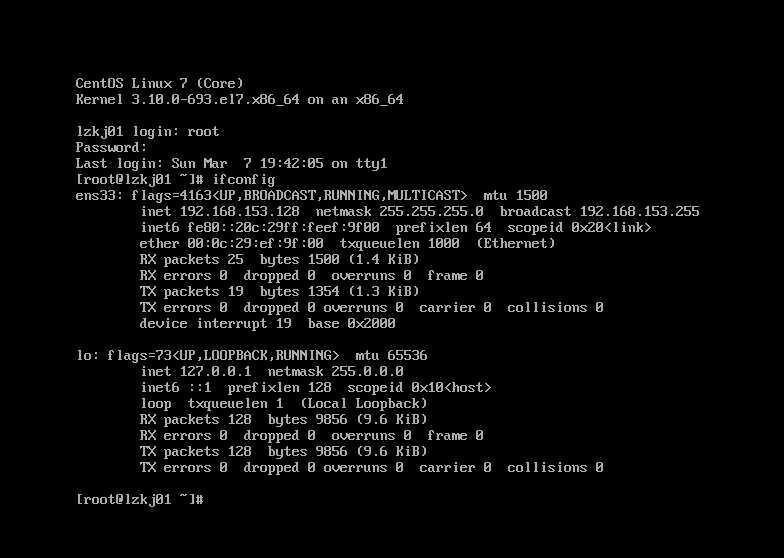 CentOS Linux 7 (Core)
Kernel 3.10.0-693.el7.x86_64 on an x86_64
lzkj01 login: root
Password:
Last login: Sun Mar  7 19:42:05 on tty1
[root@lzkj01 ~]# ifconfig
ens33: flags=4163<UP,BROADCAST,RUNNING,MULTICAST>  mtu 1500
        inet 192.168.153.128  netmask 255.255.255.0  broadcast 192.168.153.255
        inet6 fe80::20c:29ff:feef:9f00  prefixlen 64  scopeid 0x20<link>
        ether 00:0c:29:ef:9f:00  txqueuelen 1000  (Ethernet)
        RX packets 25  bytes 1500 (1.4 KiB)
        RX errors 0  dropped 0  overruns 0  frame 0
        TX packets 19  bytes 1354 (1.3 KiB)
        TX errors 0  dropped 0 overruns 0  carrier 0  collisions 0
        device interrupt 19  base 0x2000
lo: flags=73<UP,LOOPBACK,RUNNING>  mtu 65536
        inet 127.0.0.1  netmask 255.0.0.0
        inet6 ::1  prefixlen 128  scopeid 0x10<host>
        loop  txqueuelen 1  (Local Loopback)
        RX packets 128  bytes 9856 (9.6 KiB)
        RX errors 0  dropped 0  overruns 0  frame 0
        TX packets 128  bytes 9856 (9.6 KiB)
        TX errors 0  dropped 0 overruns 0  carrier 0  collisions 0
[root@lzkj01 ~]#